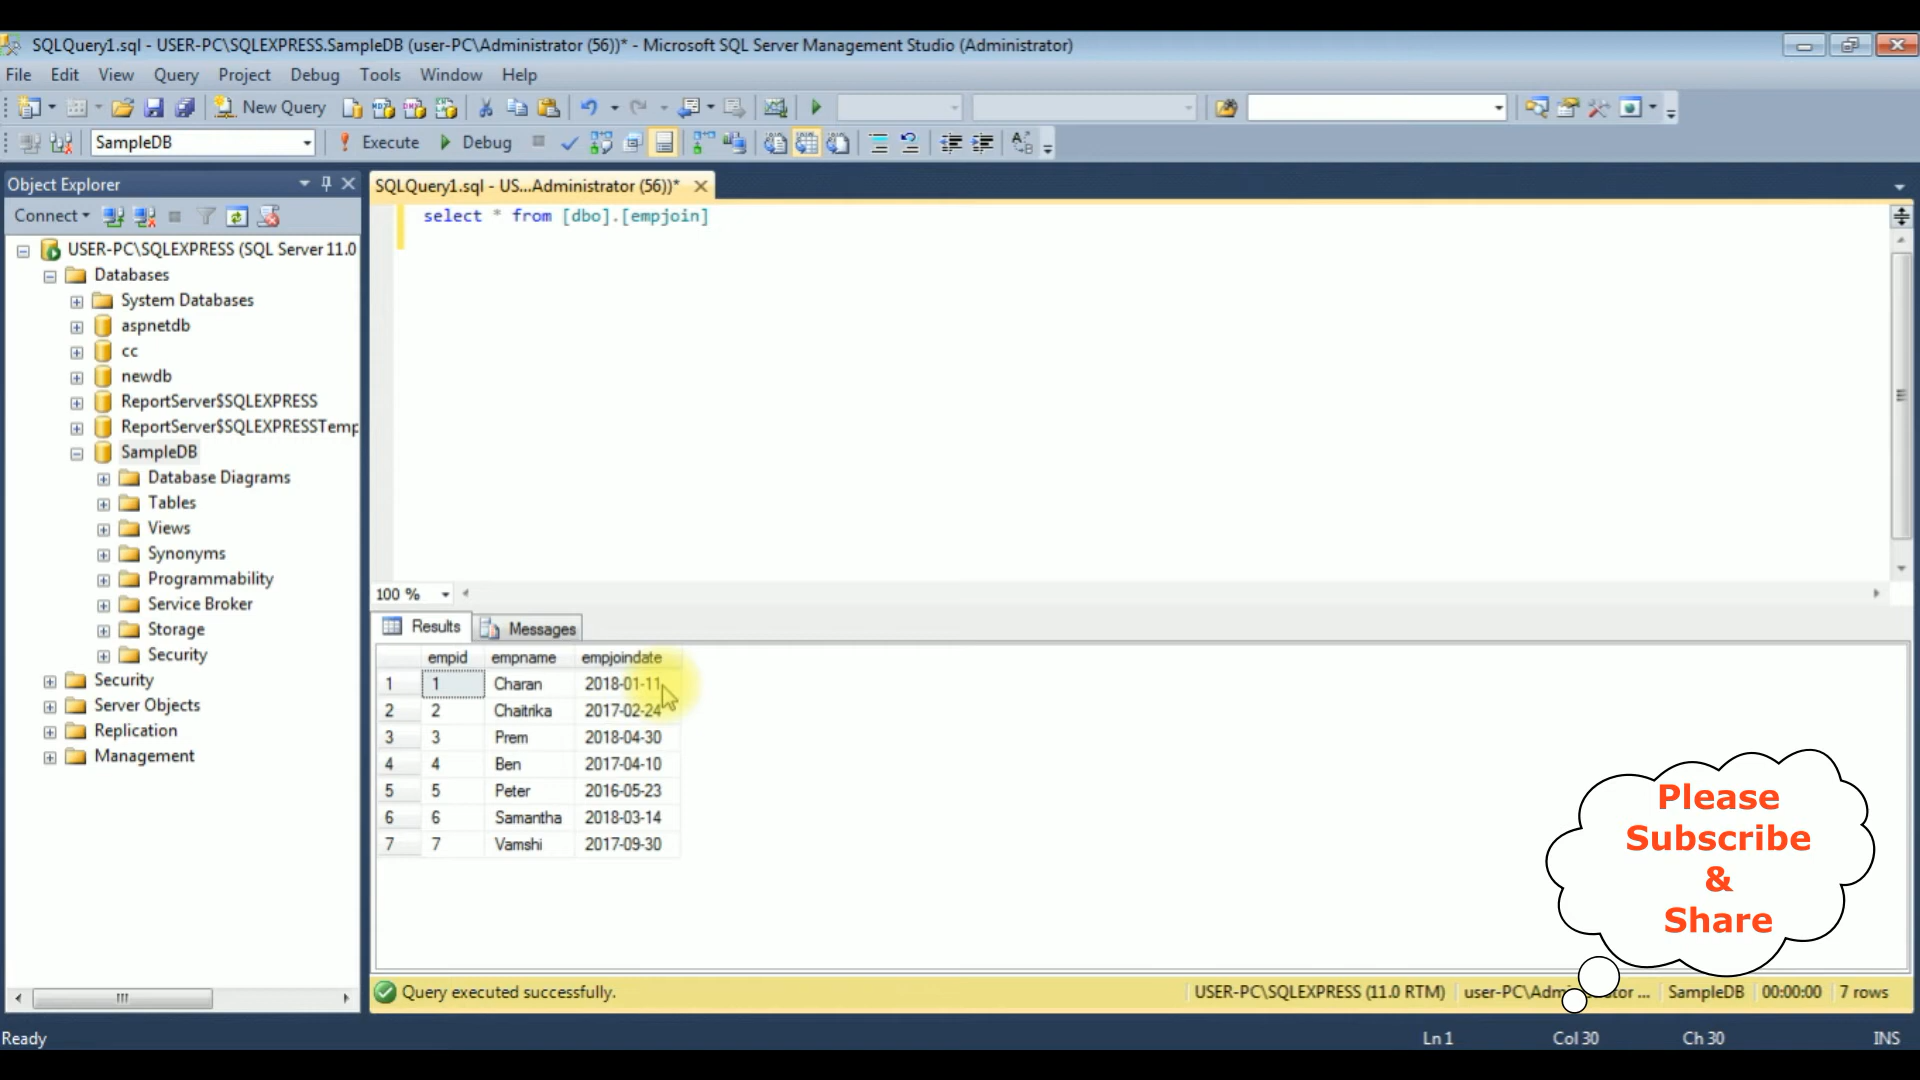 SQLQuery1.sql - USER-PC\SQLEXPRESS.SampleDB (user-PC\Administrator (56))* - Microsoft SQL Server Management Studio (Administrator)
File Edit View Query Project Debug Tools Window Help
New Query
SampleDB Execute Debug
Object Explorer
SQLQuery1.sql - US...Administrator (56))*
Connect
select * from [dbo].[empjoin]
USER-PC\SQLEXPRESS (SQL Server 11.0
Databases
System Databases
aspnetdb
cc
newdb
ReportServer$SQLEXPRESS
ReportServer$SQLEXPRESSTemp
SampleDB
Database Diagrams
Tables
Views
Synonyms
Programmability
Service Broker
Storage
Security
Security
Server Objects
Replication
Management
100 %
Results Messages
empid empname empjoindate
1 1 Charan 2018-01-11
2 2 Chaitrika 2017-02-24
3 3 Prem 2018-04-30
4 4 Ben 2017-04-10
5 5 Peter 2016-05-23
6 6 Samantha 2018-03-14
7 7 Vamshi 2017-09-30
Please
Subscribe
&
Share
Query executed successfully. USER-PC\SQLEXPRESS (11.0 RTM) user-PC\Administrator ... SampleDB 00:00:00 7 rows
Ready Ln 1 Col 30 Ch 30 INS